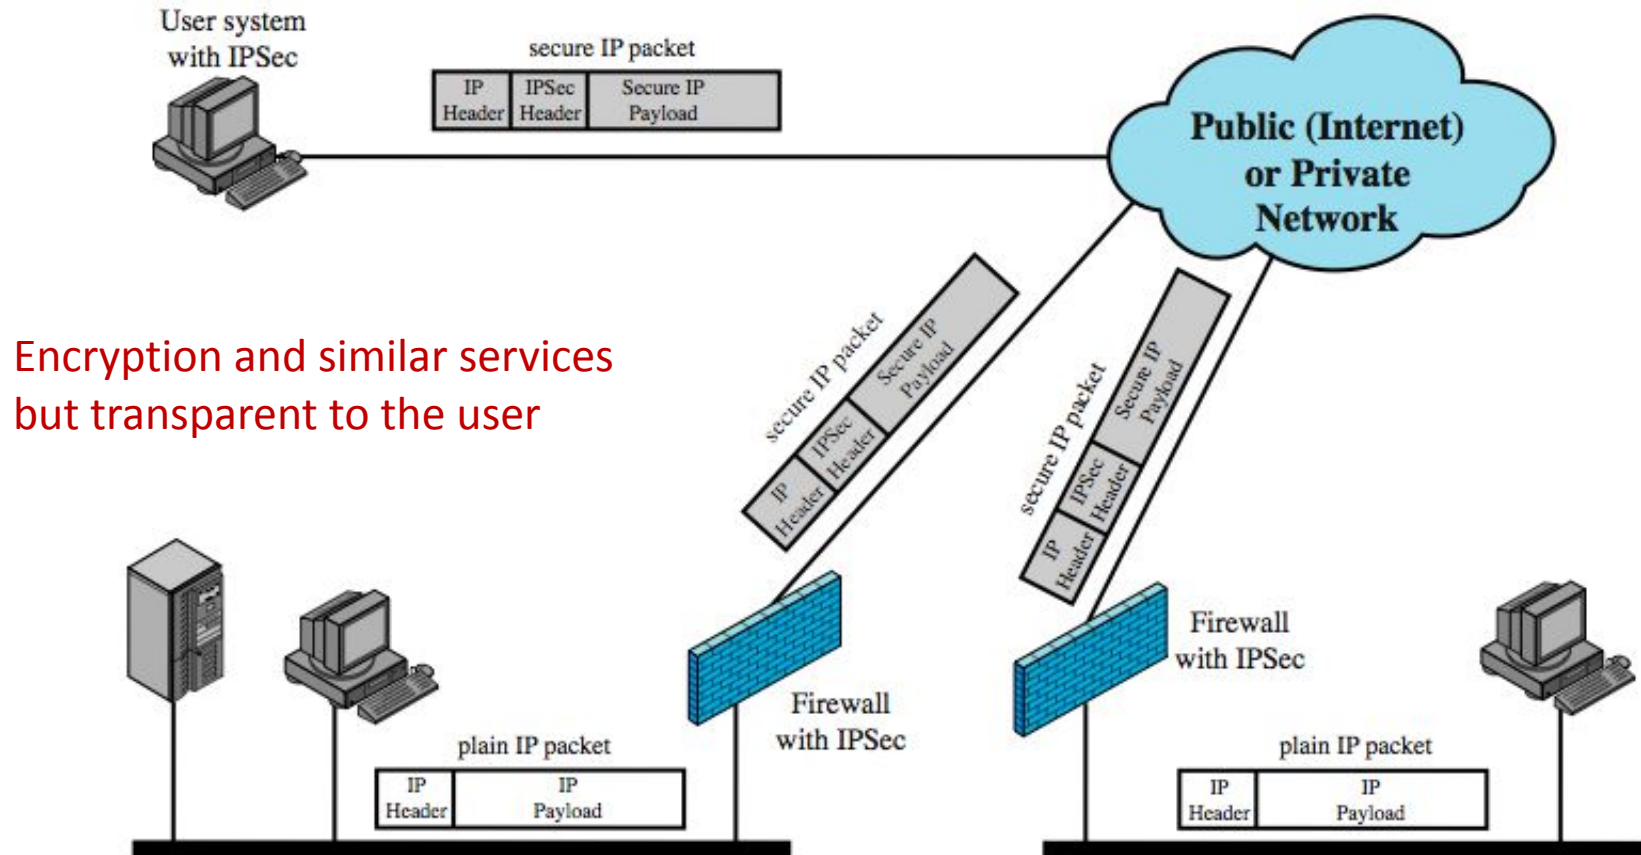 User system
with IPSec
secure IP packet
IP
Header
IPSec
Header
Secure IP
Payload
Public (Internet)
or Private
Network
Encryption and similar services
but transparent to the user
secure IP packet
IP
Header
IPSec
Header
Secure IP
Payload
secure IP packet
IP
Header
IPSec
Header
Secure IP
Payload
Firewall
with IPSec
Firewall
with IPSec
plain IP packet
IP
Header
IP
Payload
plain IP packet
IP
Header
IP
Payload